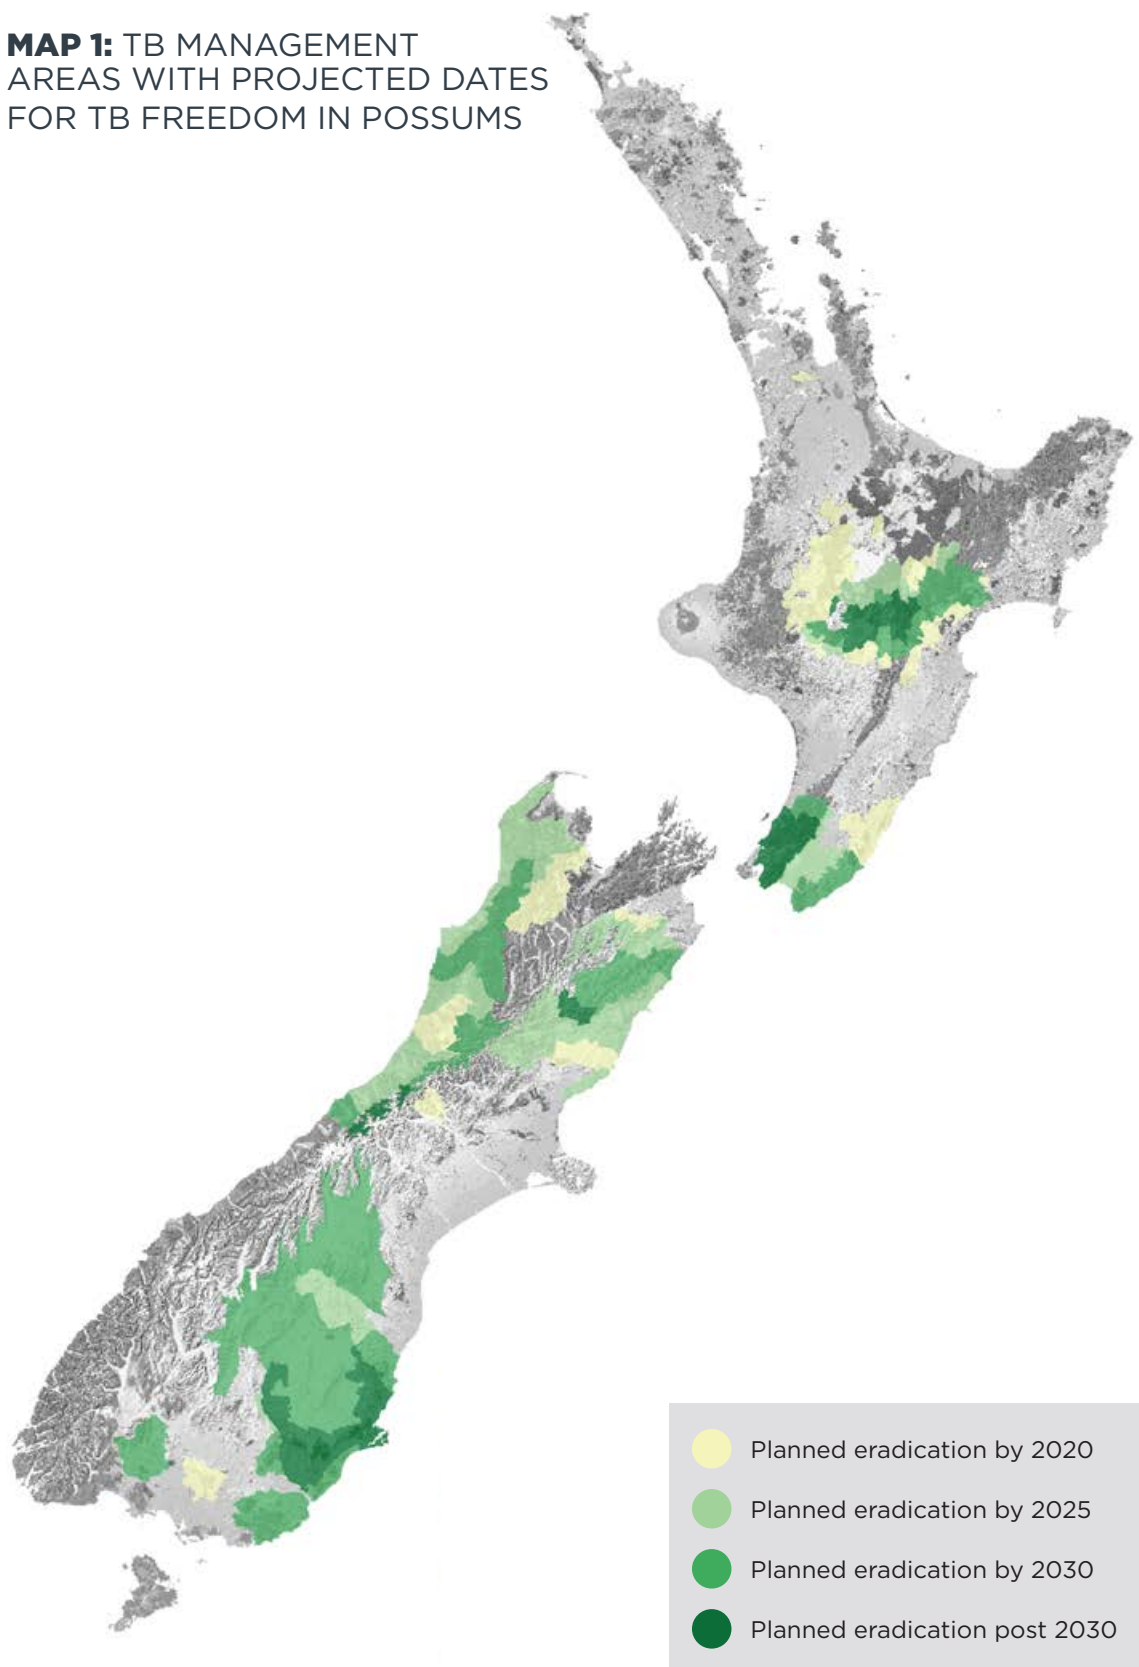 MAP 1: TB MANAGEMENT
AREAS WITH PROJECTED DATES
FOR TB FREEDOM IN POSSUMS
Planned eradication by 2020
Planned eradication by 2025
Planned eradication by 2030
Planned eradication post 2030